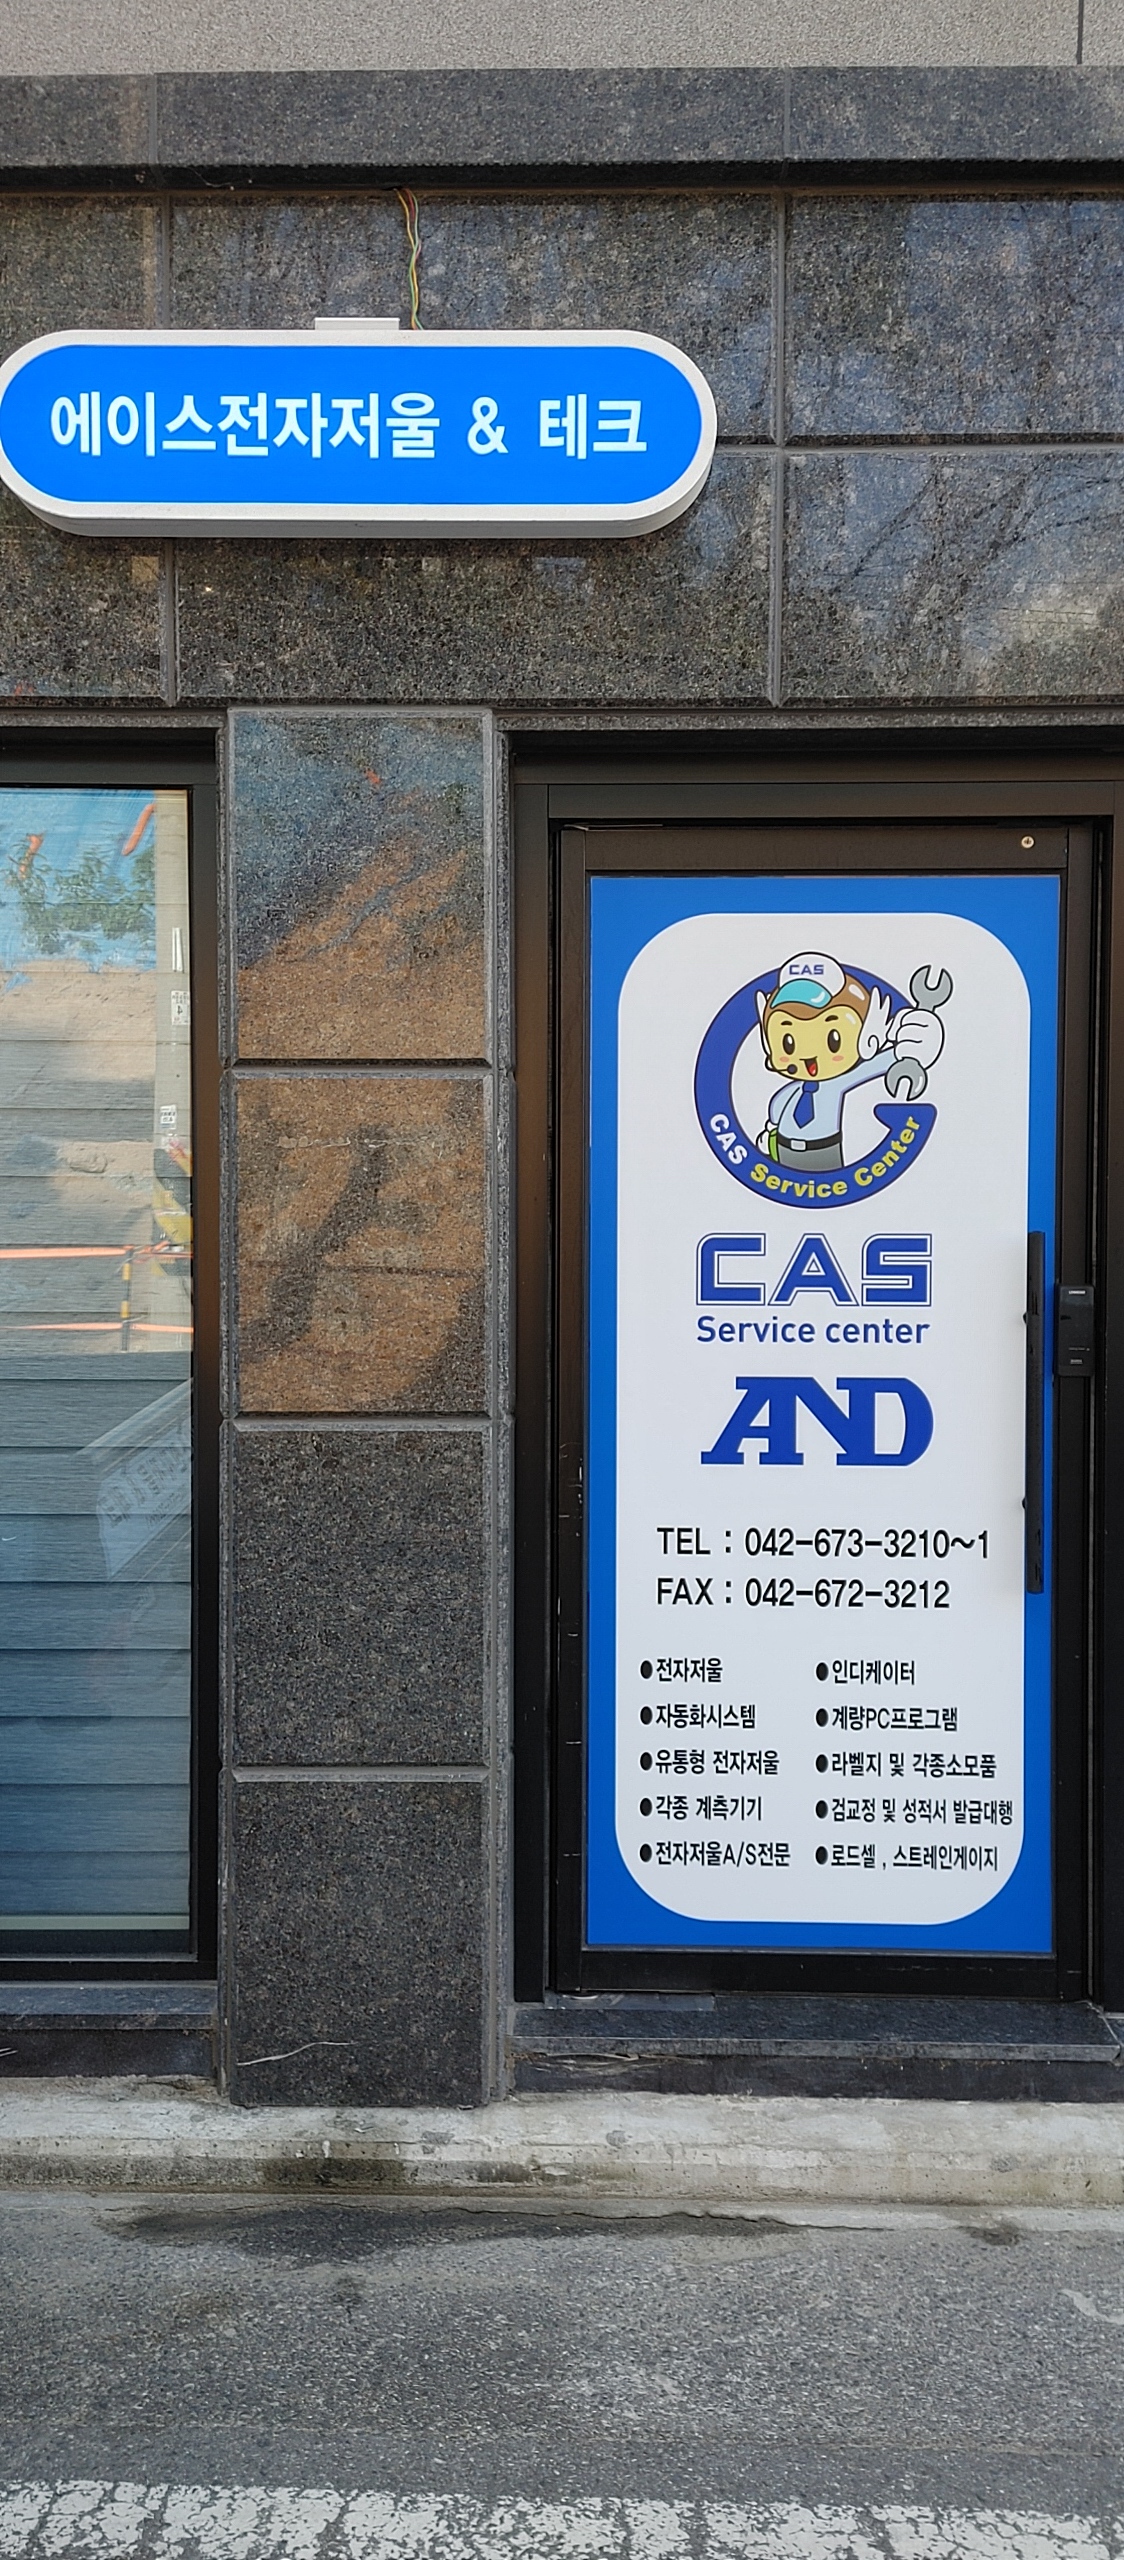 에이스전자저울 & 테크
CAS
CAS Service Center
CAS
Service center
AND
TEL : 042-673-3210~1
FAX : 042-672-3212
●전자저울
●자동화시스템
●유통형 전자저울
●각종 계측기기
●전자저울A/S전문
●인디케이터
●계량PC프로그램
●라벨지 및 각종소모품
●검교정 및 성적서 발급대행
●로드셀 , 스트레인게이지